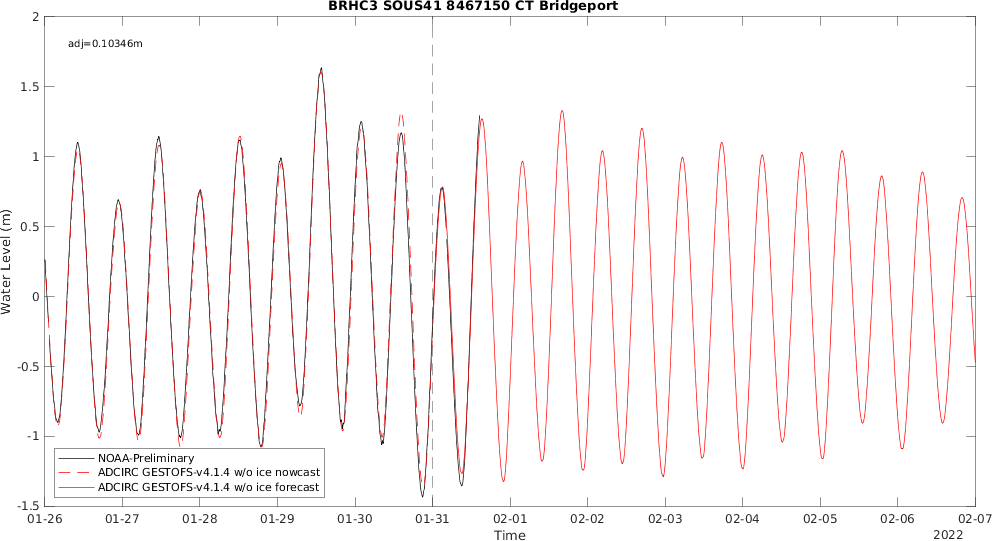 BRHC3 SOUS41 8467150 CT Bridgeport
2
1.5
1
0.5
0
-0.5
-1
-1.5
Water Level (m)
adj=0.10346m
NOAA-Preliminary
ADCIRC GESTOFS-v4.1.4 w/o ice nowcast
ADCIRC GESTOFS-v4.1.4 w/o ice forecast
01-26 01-27 01-28 01-29 01-30 01-31 02-01 02-02 02-03 02-04 02-05 02-06 02-07
Time
2022